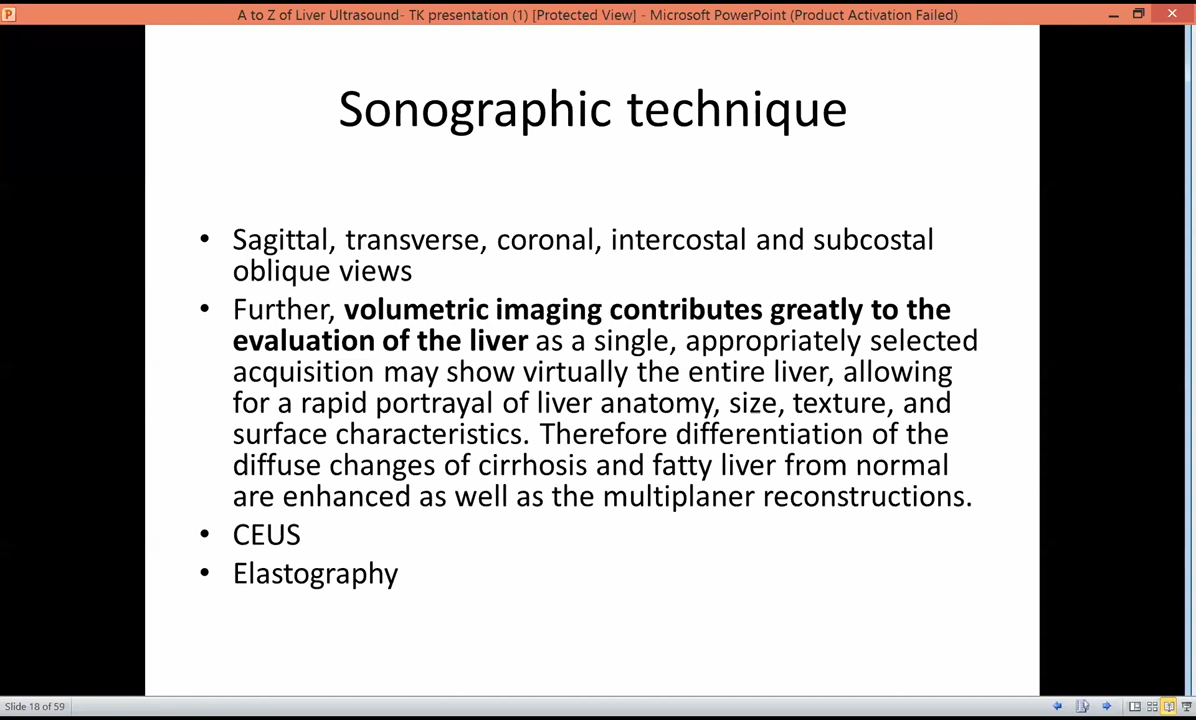 A to Z of Liver Ultrasound- TK presentation (1) [Protected View] - Microsoft PowerPoint (Product Activation Failed)
Sonographic technique
• Sagittal, transverse, coronal, intercostal and subcostal
oblique views
• Further, volumetric imaging contributes greatly to the
evaluation of the liver as a single, appropriately selected
acquisition may show virtually the entire liver, allowing
for a rapid portrayal of liver anatomy, size, texture, and
surface characteristics. Therefore differentiation of the
diffuse changes of cirrhosis and fatty liver from normal
are enhanced as well as the multiplaner reconstructions.
• CEUS
• Elastography
Slide 18 of 59